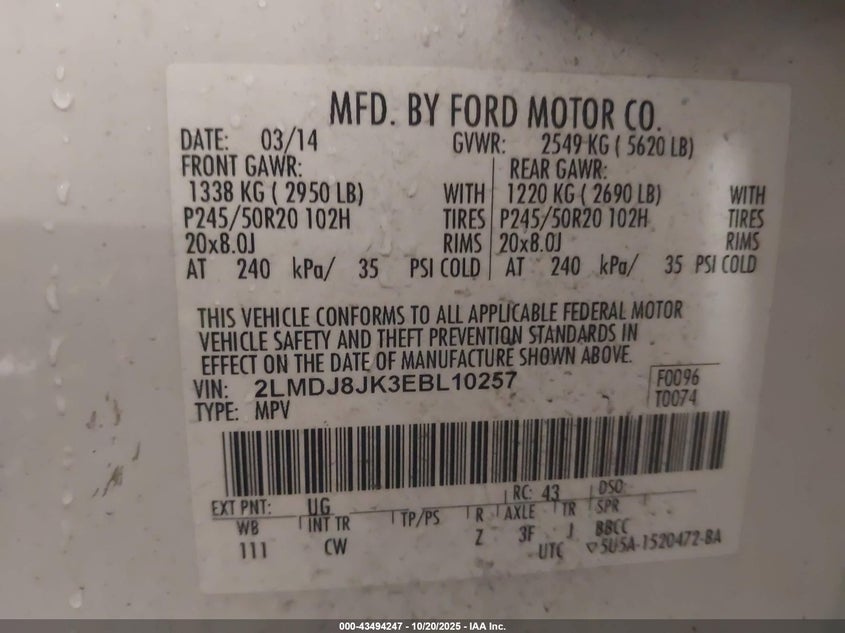 MFD. BY FORD MOTOR CO.
DATE: 03/14 GVWR: 2549 KG ( 5620 LB)
FRONT GAWR: REAR GAWR:
1338 KG ( 2950 LB) WITH 1220 KG ( 2690 LB) WITH
P245/50R20 102H TIRES P245/50R20 102H TIRES
20x8.0J RIMS 20x8.0J RIMS
AT 240 kPa/ 35 PSI COLD AT 240 kPa/ 35 PSI COLD
THIS VEHICLE CONFORMS TO ALL APPLICABLE FEDERAL MOTOR
VEHICLE SAFETY AND THEFT PREVENTION STANDARDS IN
EFFECT ON THE DATE OF MANUFACTURE SHOWN ABOVE.
VIN: 2LMDJ8JK3EBL10257 F0096
TYPE: MPV T0074
EXT PNT: UG RC: 43 DSO:
WB INT TR TP/PS R AXLE TR SPR
111 CW Z 3F J BBCC
UTC 5U5A-1520472-BA
000-43494247 - 10/20/2025 - IAA Inc.